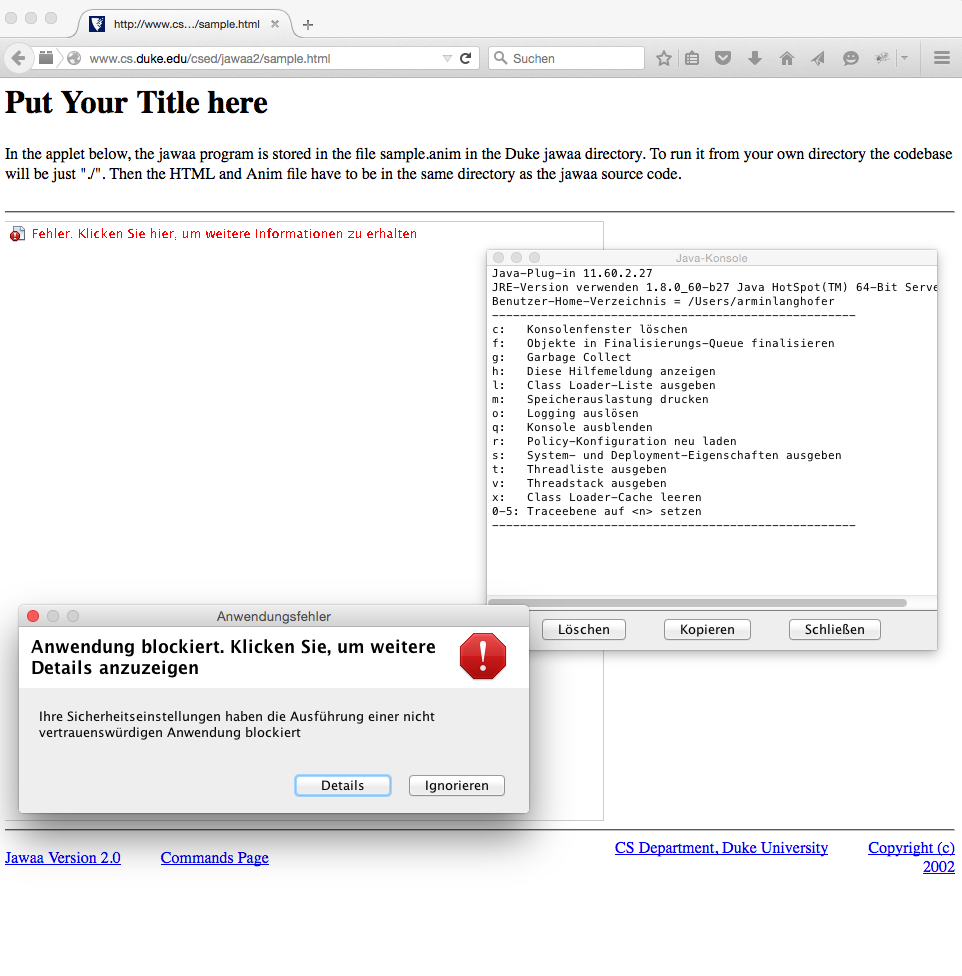 http://www.cs.../sample.html
www.cs.duke.edu/csed/jawaa2/sample.html
Suchen
Put Your Title here
In the applet below, the jawaa program is stored in the file sample.anim in the Duke jawaa directory. To run it from your own directory the codebase
will be just "./". Then the HTML and Anim file have to be in the same directory as the jawaa source code.
Fehler. Klicken Sie hier, um weitere Informationen zu erhalten
Java-Konsole
Java-Plug-in 11.60.2.27
JRE-Version verwenden 1.8.0_60-b27 Java HotSpot(TM) 64-Bit Serve
Benutzer-Home-Verzeichnis = /Users/arminlanghofer
----------------------------------------------------
c:   Konsolenfenster löschen
f:   Objekte in Finalisierungs-Queue finalisieren
g:   Garbage Collect
h:   Diese Hilfemeldung anzeigen
l:   Class Loader-Liste ausgeben
m:   Speicherauslastung drucken
o:   Logging auslösen
q:   Konsole ausblenden
r:   Policy-Konfiguration neu laden
s:   System- und Deployment-Eigenschaften ausgeben
t:   Threadliste ausgeben
v:   Threadstack ausgeben
x:   Class Loader-Cache leeren
0-5: Traceebene auf <n> setzen
----------------------------------------------------
Löschen
Kopieren
Schließen
Anwendungsfehler
Anwendung blockiert. Klicken Sie, um weitere
Details anzuzeigen
Ihre Sicherheitseinstellungen haben die Ausführung einer nicht
vertrauenswürdigen Anwendung blockiert
Details
Ignorieren
Jawaa Version 2.0
Commands Page
CS Department, Duke University
Copyright (c)
2002